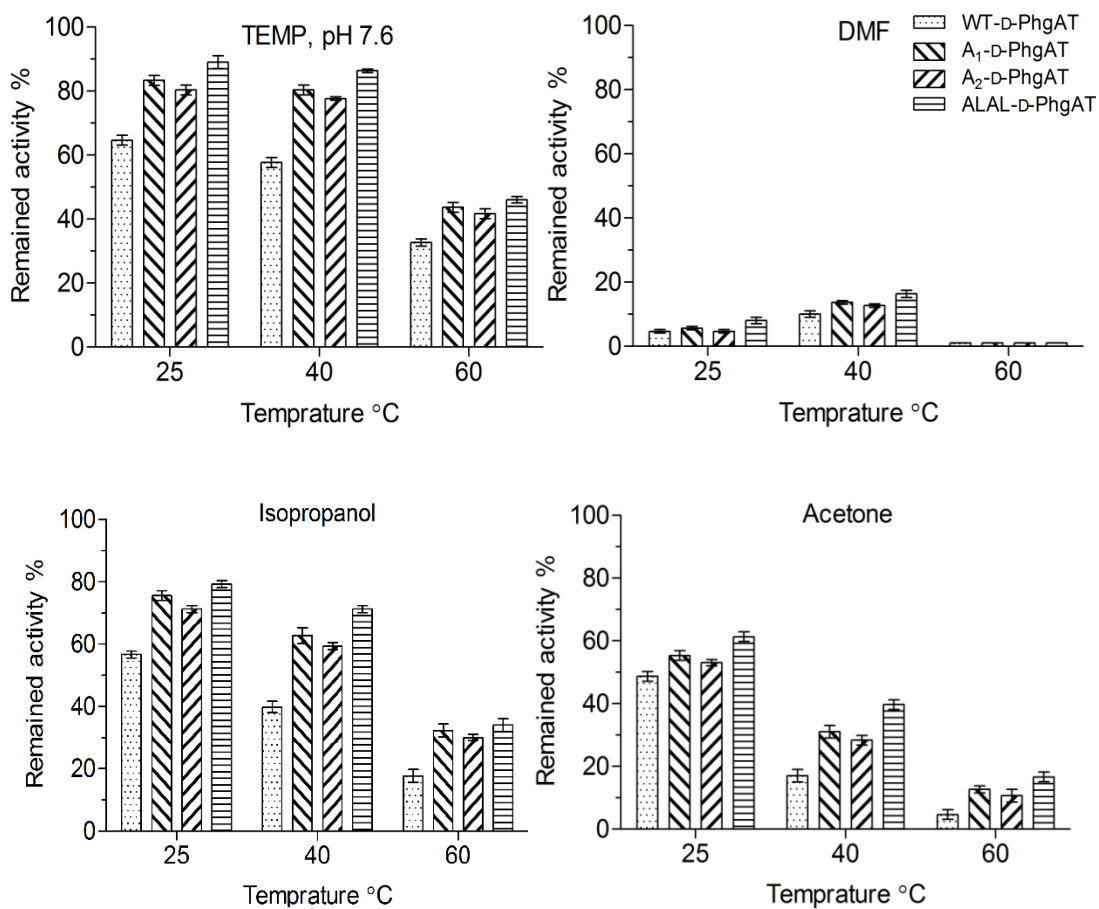 TEMP, pH 7.6
Remained activity %
100
80
60
40
20
0
25 40 60
Temprature °C
DMF
WT-D-PhgAT
A₁-D-PhgAT
A₂-D-PhgAT
ALAL-D-PhgAT
Remained activity %
100
80
60
40
20
0
25 40 60
Temprature °C
Isopropanol
Remained activity %
100
80
60
40
20
0
25 40 60
Temprature °C
Acetone
Remained activity %
100
80
60
40
20
0
25 40 60
Temprature °C